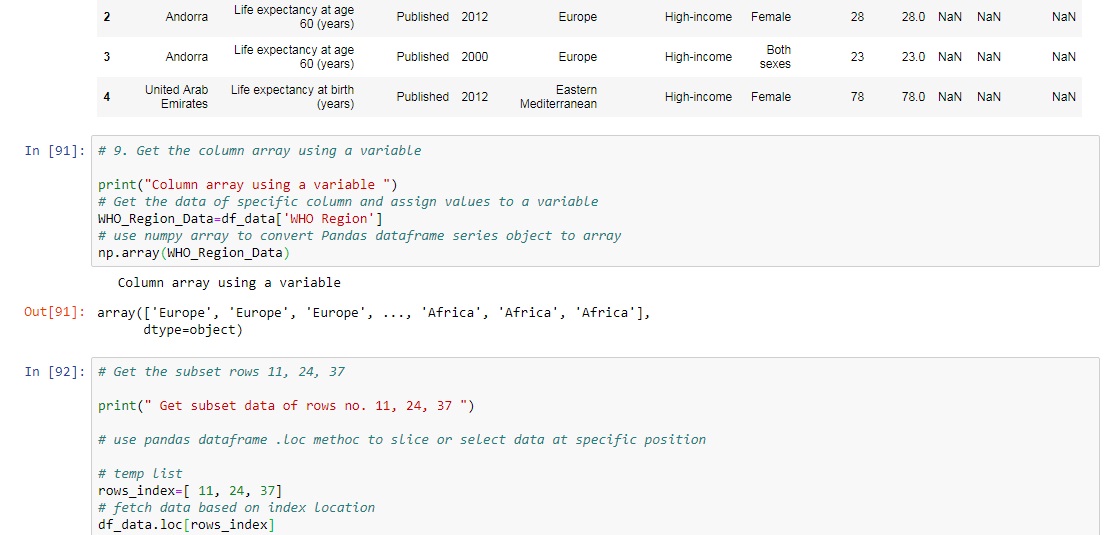 2 Andorra Life expectancy at age 60 (years) Published 2012 Europe High-income Female 28 28.0 NaN NaN NaN
3 Andorra Life expectancy at age 60 (years) Published 2000 Europe High-income Both sexes 23 23.0 NaN NaN NaN
4 United Arab Emirates Life expectancy at birth (years) Published 2012 Eastern Mediterranean High-income Female 78 78.0 NaN NaN NaN
In [91]: # 9. Get the column array using a variable
print("Column array using a variable ")
# Get the data of specific column and assign values to a variable
WHO_Region_Data=df_data['WHO Region']
# use numpy array to convert Pandas dataframe series object to array
np.array(WHO_Region_Data)
Column array using a variable
Out[91]: array(['Europe', 'Europe', 'Europe', ..., 'Africa', 'Africa', 'Africa'],
dtype=object)
In [92]: # Get the subset rows 11, 24, 37
print(" Get subset data of rows no. 11, 24, 37 ")
# use pandas dataframe .loc methoc to slice or select data at specific position
# temp list
rows_index=[ 11, 24, 37]
# fetch data based on index location
df_data.loc[rows_index]